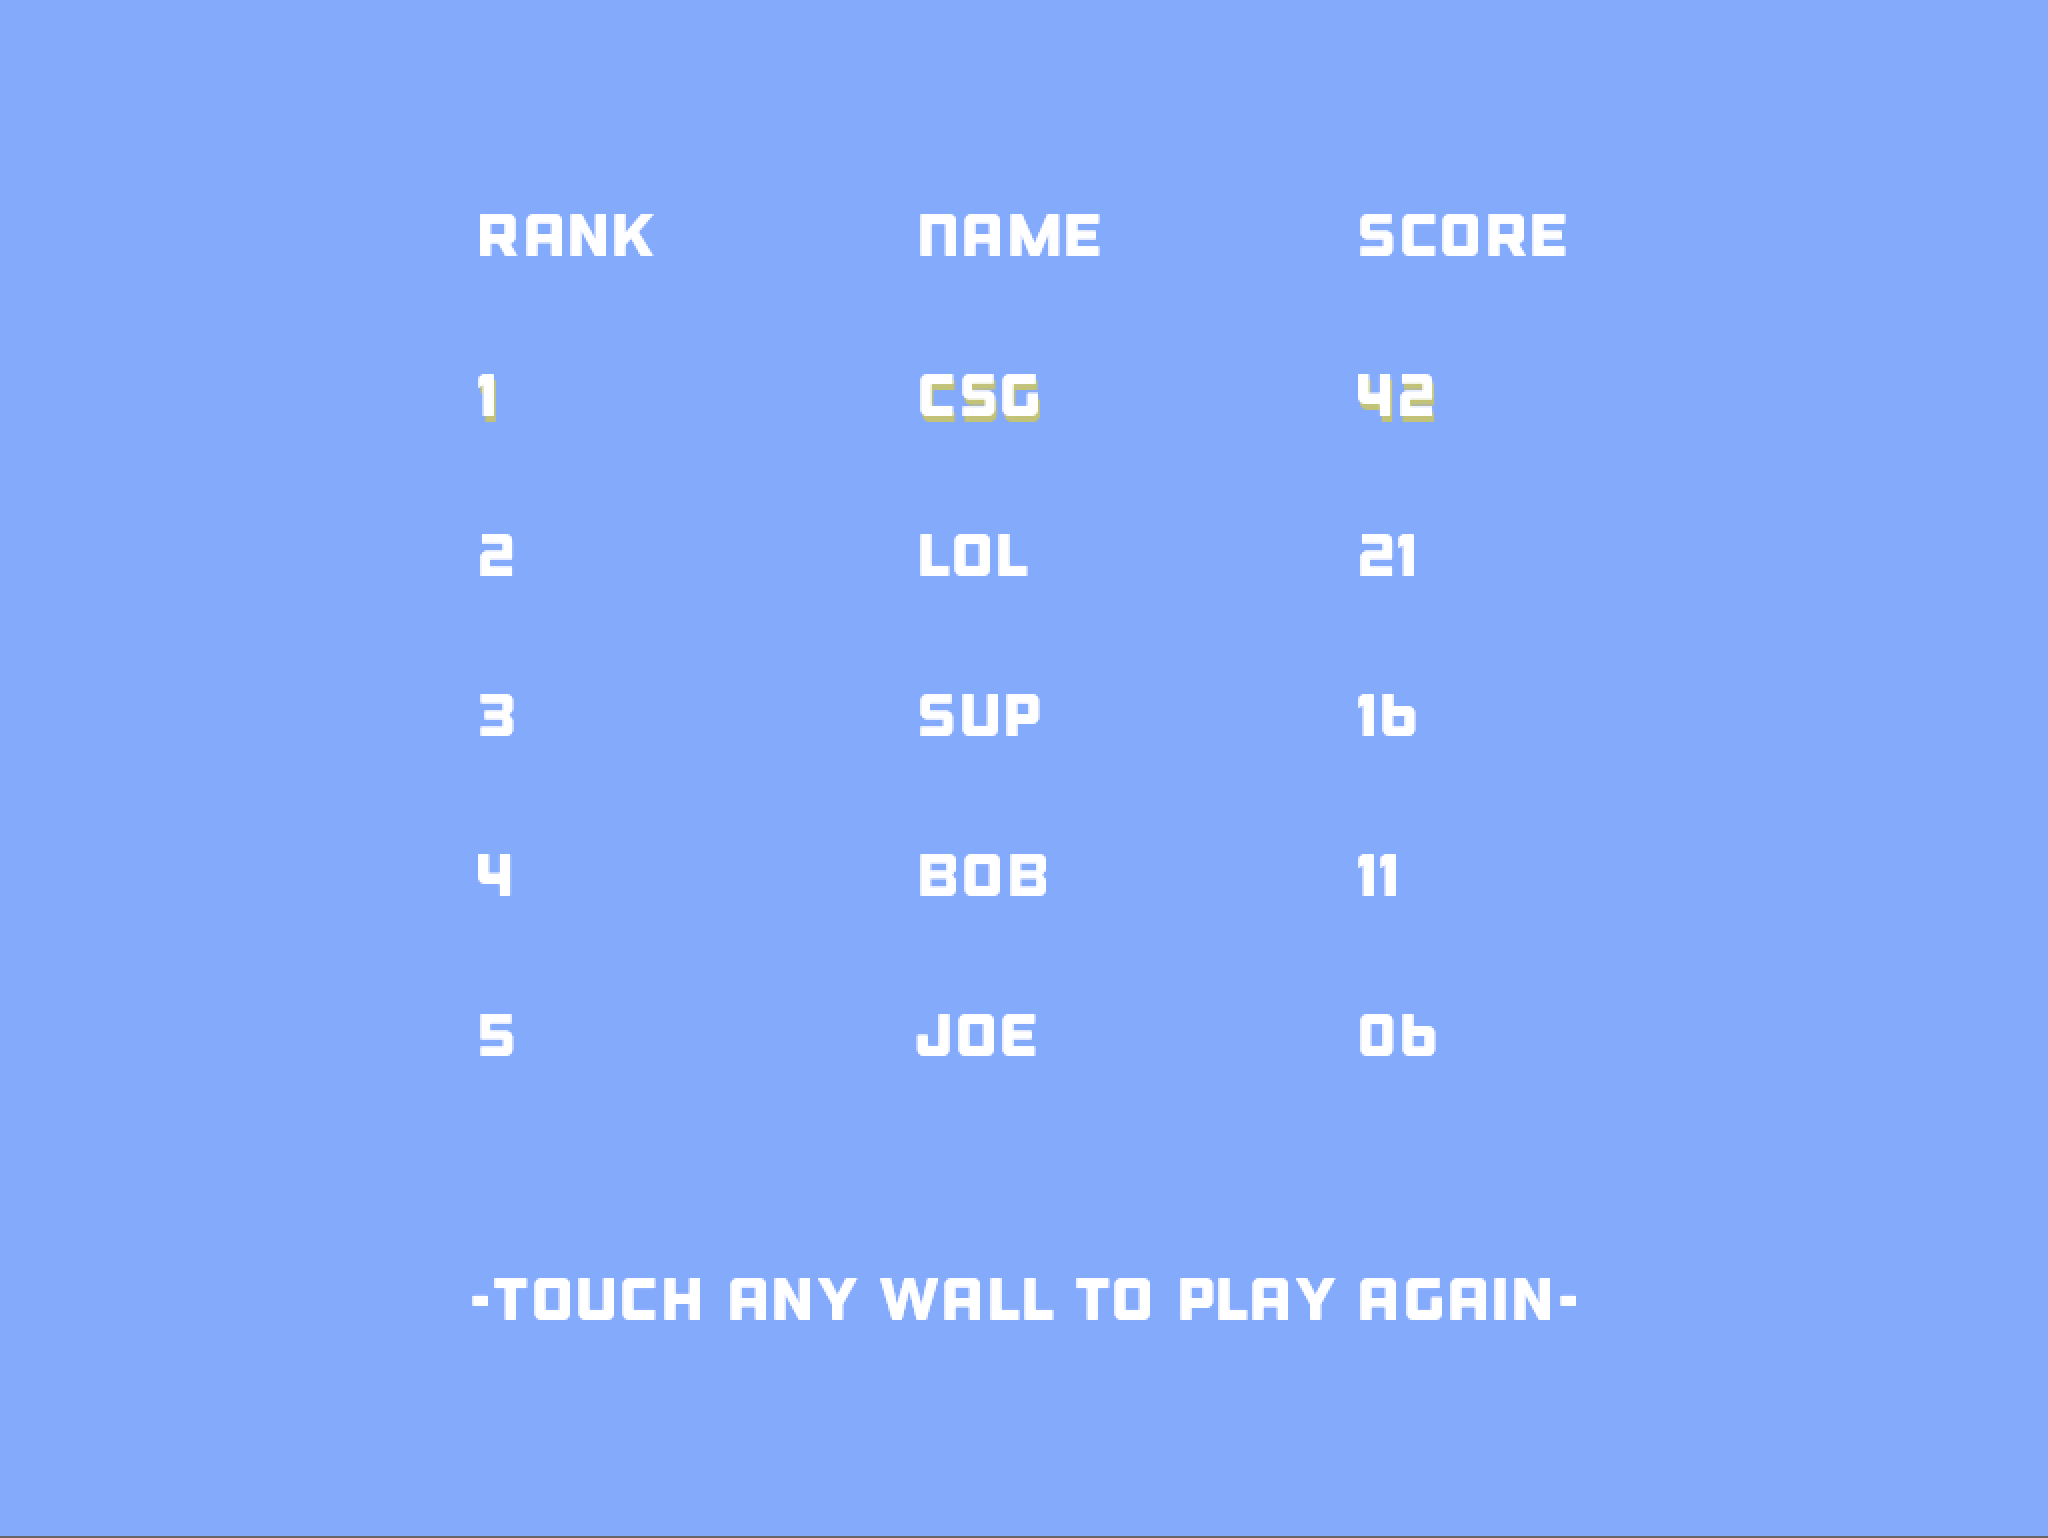 RANK NAME SCORE
1 CSG 42
2 LOL 21
3 SUP 16
4 BOB 11
5 JOE 06
-TOUCH ANY WALL TO PLAY AGAIN-